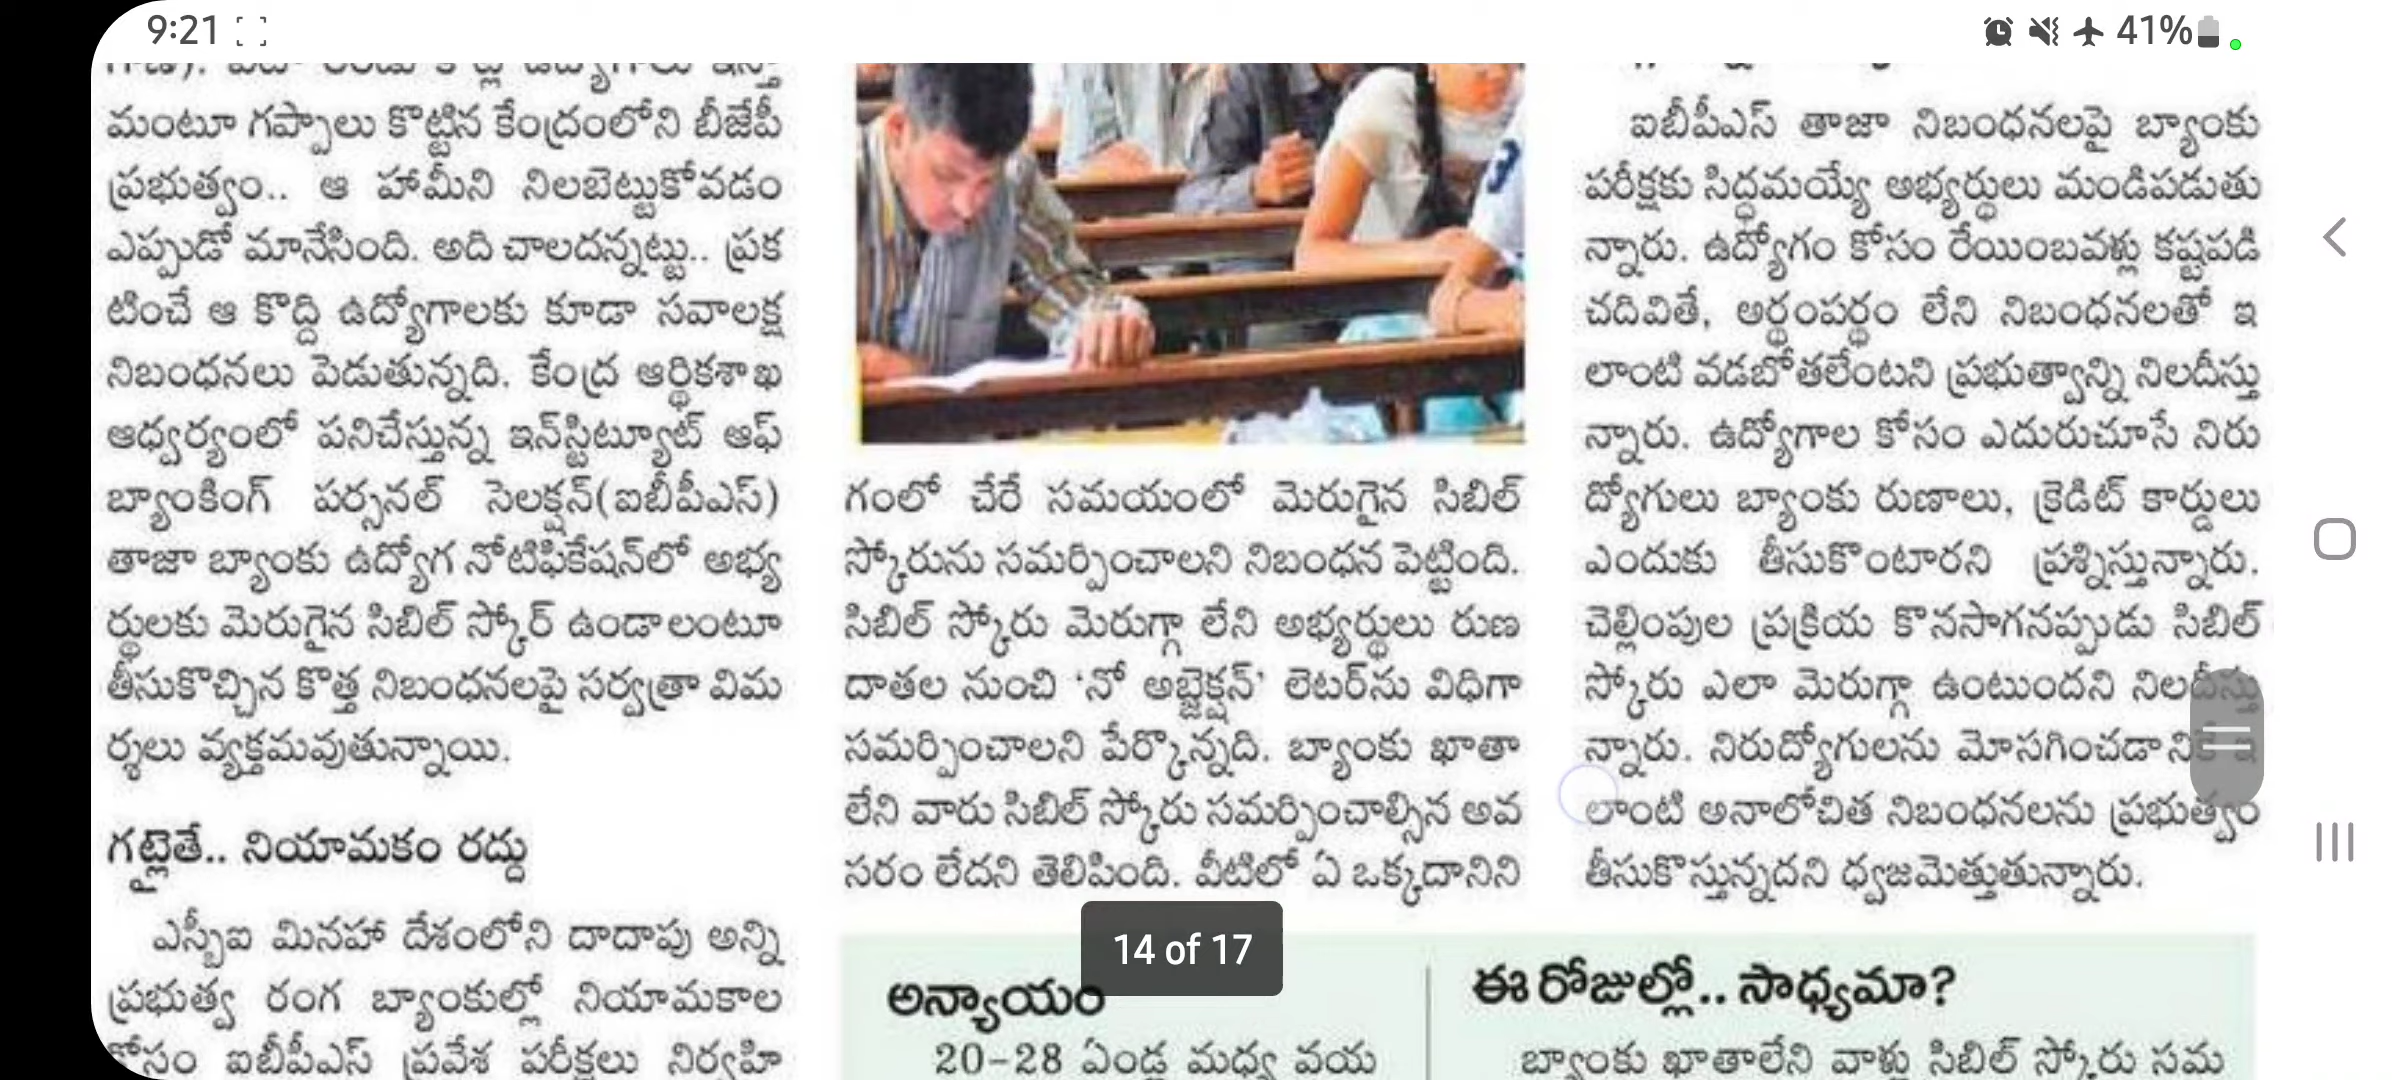 9:21
41%
మంటూ గప్పాలు కొట్టిన కేంద్రంలోని బీజేపీ
ప్రభుత్వం.. ఆ హామీని నిలబెట్టుకోవడం
ఎప్పుడో మానేసింది. అది చాలదన్నట్టు.. ప్రక
టించే ఆ కొద్ది ఉద్యోగాలకు కూడా సవాలక్ష
నిబంధనలు పెడుతున్నది. కేంద్ర ఆర్థికశాఖ
ఆధ్వర్యంలో పనిచేస్తున్న ఇన్‌స్టిట్యూట్ ఆఫ్
బ్యాంకింగ్ పర్సనల్ సెలక్షన్(ఐబీపీఎస్)
తాజా బ్యాంకు ఉద్యోగ నోటిఫికేషన్‌లో అభ్య
ర్థులకు మెరుగైన సిబిల్ స్కోర్ ఉండాలంటూ
తీసుకొచ్చిన కొత్త నిబంధనలపై సర్వత్రా విమ
ర్శలు వ్యక్తమవుతున్నాయి.
గట్లైతే.. నియామకం రద్దు
ఎస్బీఐ మినహా దేశంలోని దాదాపు అన్ని
ప్రభుత్వ రంగ బ్యాంకుల్లో నియామకాల
కోసం ఐబీపీఎస్ ప్రవేశ పరీక్షలు నిర్వహి
గంలో చేరే సమయంలో మెరుగైన సిబిల్
స్కోరును సమర్పించాలని నిబంధన పెట్టింది.
సిబిల్ స్కోరు మెరుగ్గా లేని అభ్యర్థులు రుణ
దాతల నుంచి ‘నో అబ్జెక్షన్’ లెటర్‌ను విధిగా
సమర్పించాలని పేర్కొన్నది. బ్యాంకు ఖాతా
లేని వారు సిబిల్ స్కోరు సమర్పించాల్సిన అవ
సరం లేదని తెలిపింది. వీటిలో ఏ ఒక్కదానిని
ఐబీపీఎస్ తాజా నిబంధనలపై బ్యాంకు
పరీక్షకు సిద్ధమయ్యే అభ్యర్థులు మండిపడుతు
న్నారు. ఉద్యోగం కోసం రేయింబవళ్లు కష్టపడి
చదివితే, అర్థంపర్థం లేని నిబంధనలతో ఇ
లాంటి వడబోతలేంటని ప్రభుత్వాన్ని నిలదీస్తు
న్నారు. ఉద్యోగాల కోసం ఎదురుచూసే నిరు
ద్యోగులు బ్యాంకు రుణాలు, క్రెడిట్ కార్డులు
ఎందుకు తీసుకొంటారని ప్రశ్నిస్తున్నారు.
చెల్లింపుల ప్రక్రియ కొనసాగనప్పుడు సిబిల్
స్కోరు ఎలా మెరుగ్గా ఉంటుందని నిలదీస్తు
న్నారు. నిరుద్యోగులను మోసగించడానికే ఇ
లాంటి అనాలోచిత నిబంధనలను ప్రభుత్వం
తీసుకొస్తున్నదని ధ్వజమెత్తుతున్నారు.
14 of 17
అన్యాయం
20-28 ఏండ్ల మధ్య వయ
ఈ రోజుల్లో.. సాధ్యమా?
బ్యాంకు ఖాతాలేని వాళ్లు సిబిల్ స్కోరు సమ